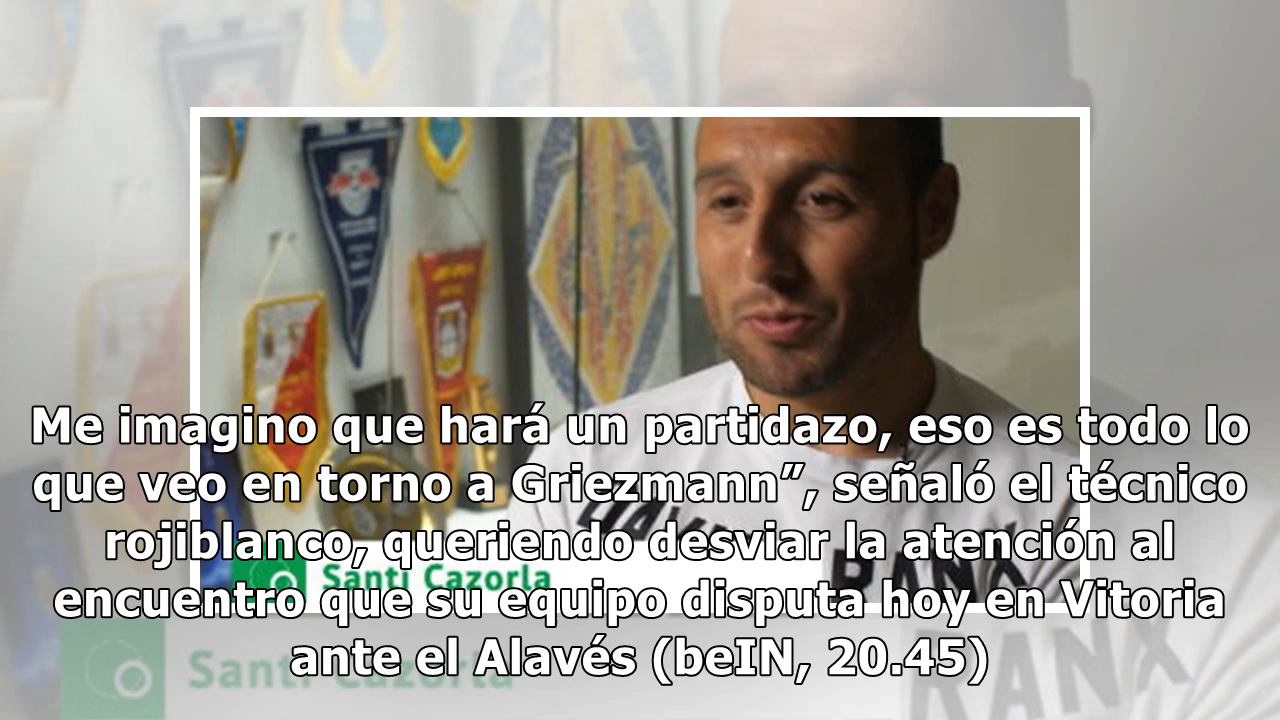 Me imagino que hará un partidazo, eso es todo lo
que veo en torno a Griezmann”, señaló el técnico
rojiblanco, queriendo desviar la atención al
encuentro que su equipo disputa hoy en Vitoria
ante el Alavés (beIN, 20.45)
Santi Cazorla
RANX
Santi Cazorla
RANX